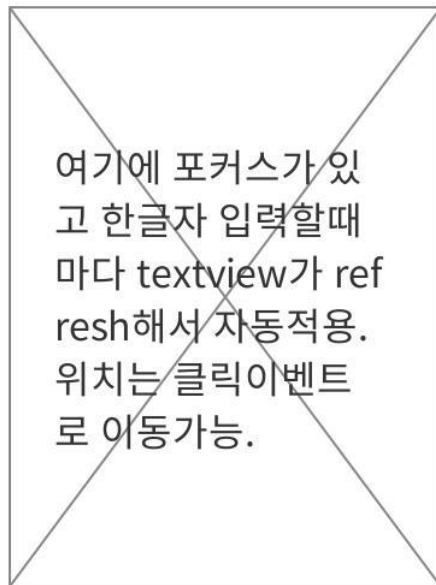 여기에 포커스가 있
고 한글자 입력할때
마다 textview가 ref
resh해서 자동적용.
위치는 클릭이벤트
로 이동가능.